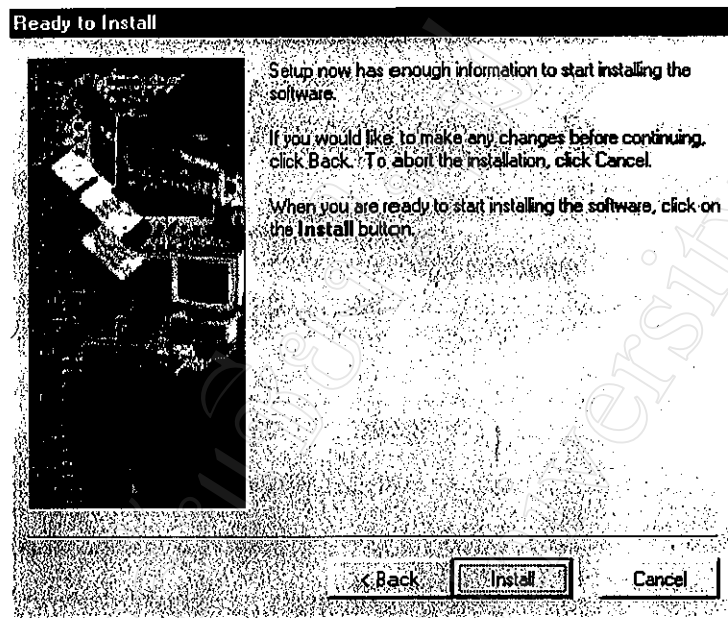 Ready to Install
Setup now has enough information to start installing the
software.
If you would like to make any changes before continuing,
click Back. To abort the installation, click Cancel.
When you are ready to start installing the software, click on
the Install button.
< Back
Install
Cancel